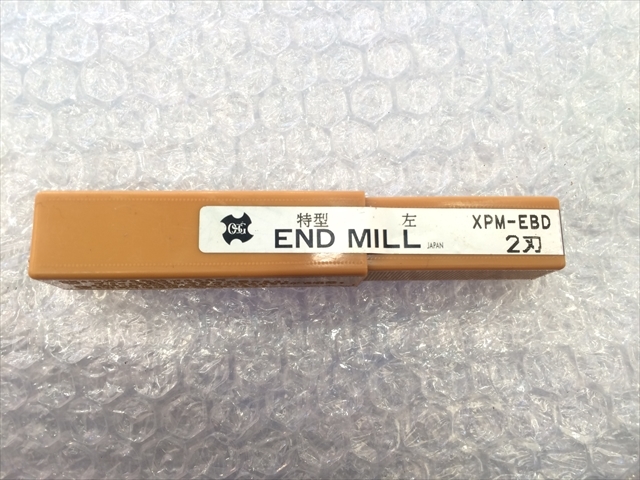 OSG
特型 左
END MILL JAPAN
XPM-EBD
2刃